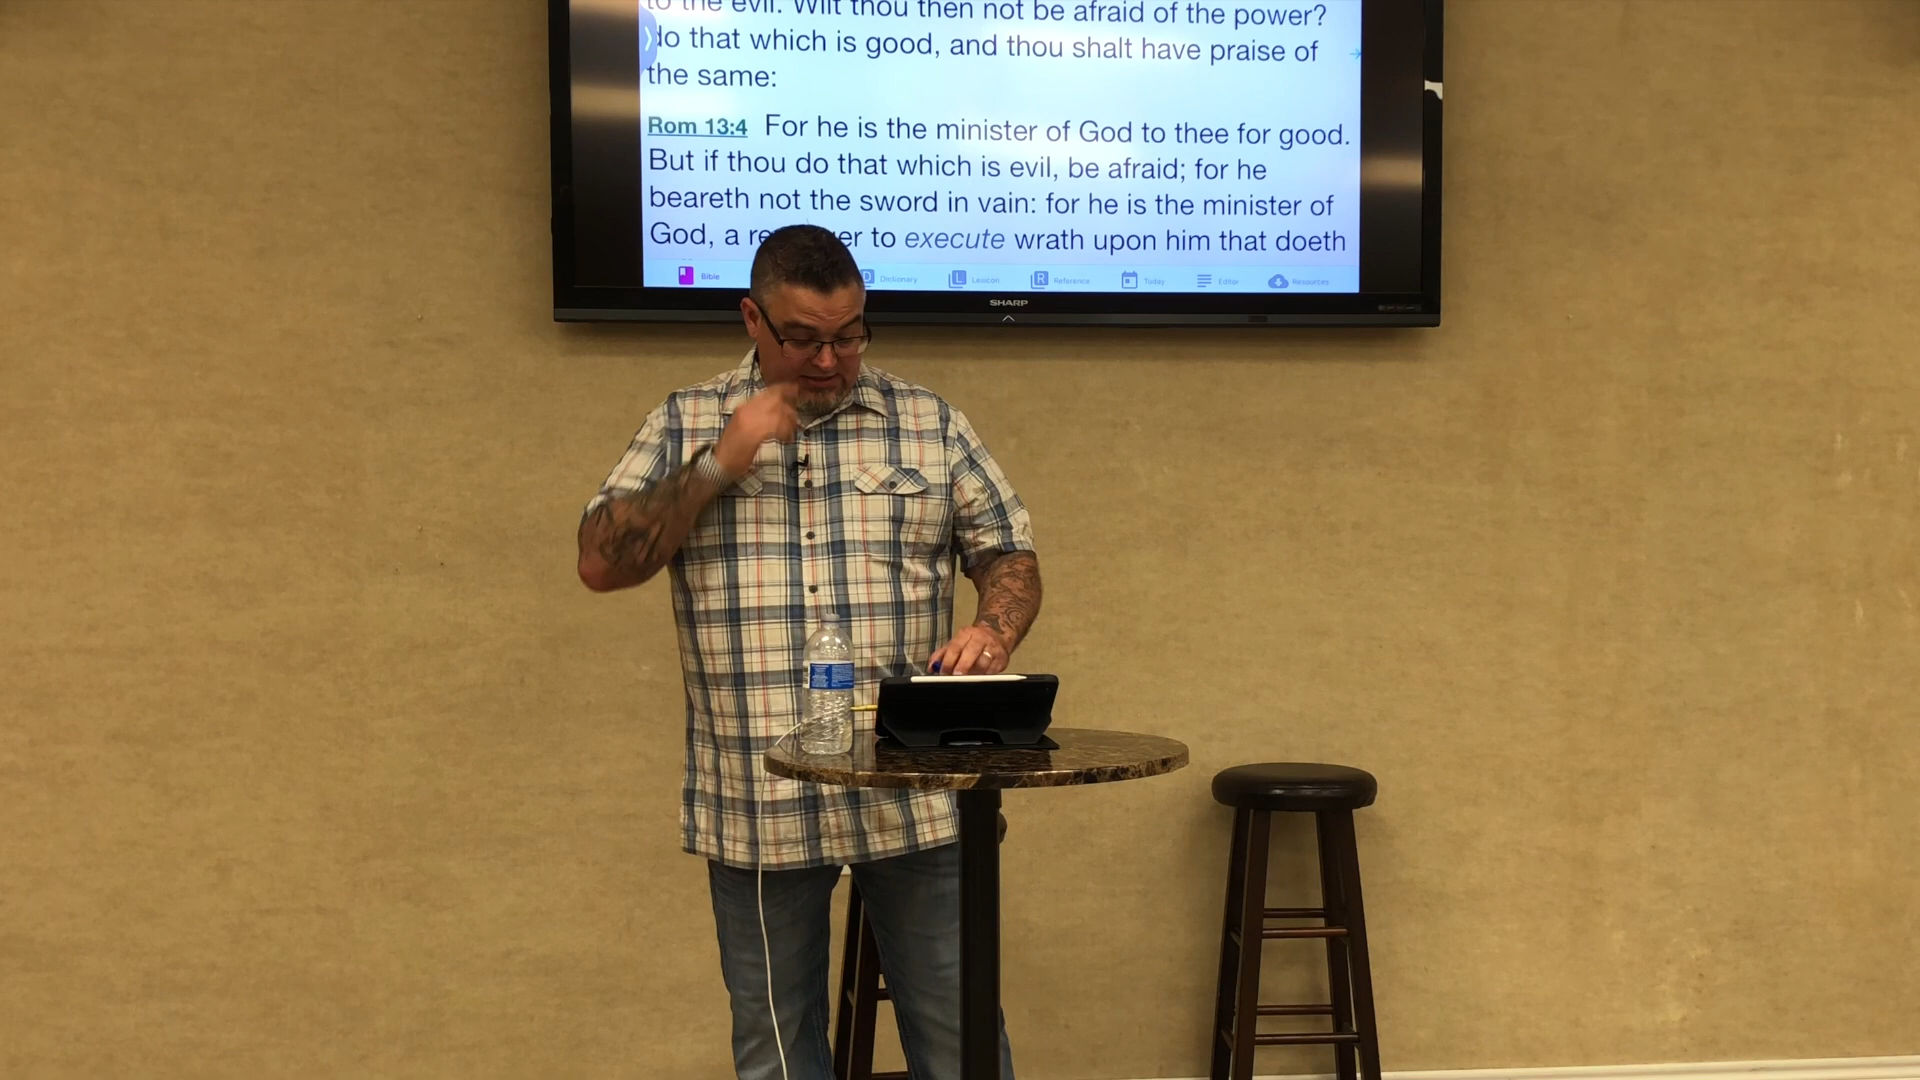 to the evil. Wilt thou then not be afraid of the power?
do that which is good, and thou shalt have praise of
the same:
Rom 13:4 For he is the minister of God to thee for good.
But if thou do that which is evil, be afraid; for he
beareth not the sword in vain: for he is the minister of
God, a re er to execute wrath upon him that doeth
Bible Dictionary Lexicon Reference Today Editor Resources
SHARP